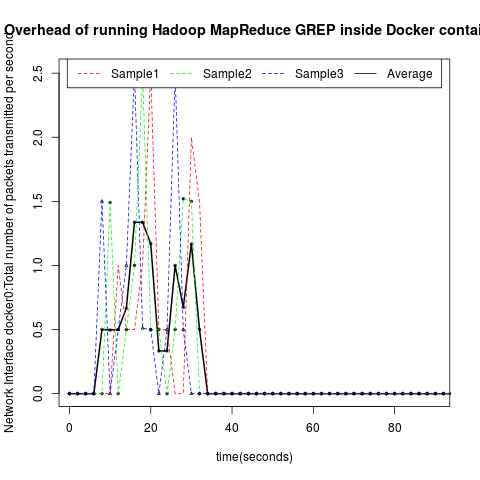 Overhead of running Hadoop MapReduce GREP inside Docker contai
Network Interface docker0:Total number of packets transmitted per second
Sample1 Sample2 Sample3 Average
2.5
2.0
1.5
1.0
0.5
0.0
0 20 40 60 80
time(seconds)